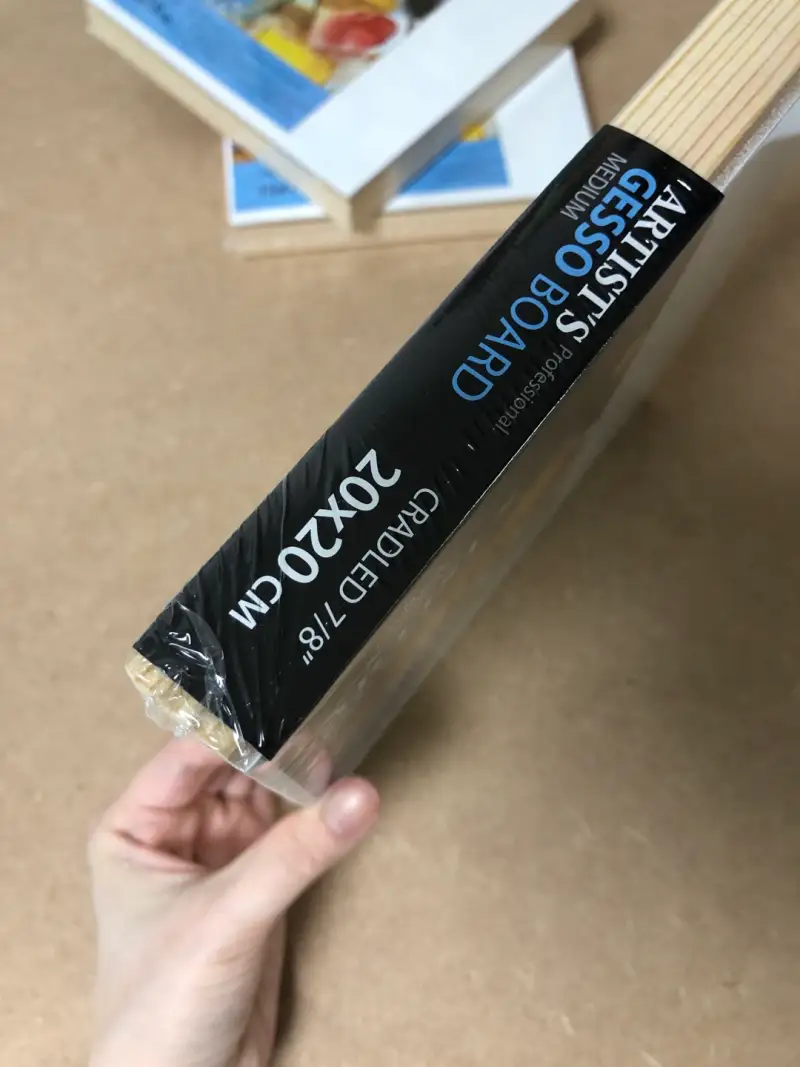 ARTIST'S Professional.
GESSO BOARD
MEDIUM
CRADLED 7/8"
20x20 CM